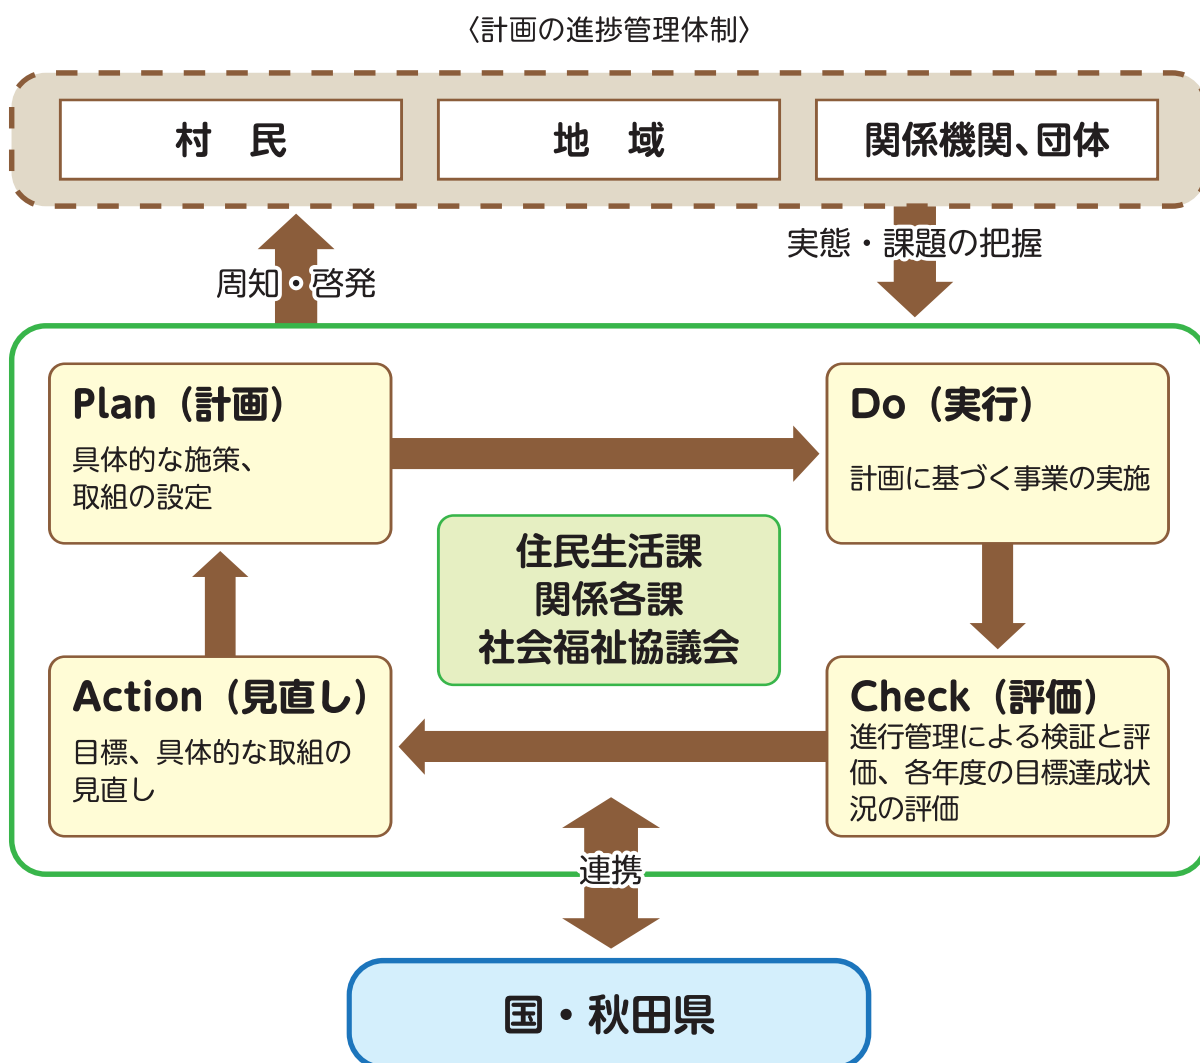 〈計画の進捗管理体制〉
村　民
地　域
関係機関、団体
周知・啓発
実態・課題の把握
Plan（計画）
具体的な施策、
取組の設定
Do（実行）
計画に基づく事業の実施
住民生活課
関係各課
社会福祉協議会
Action（見直し）
目標、具体的な取組の
見直し
Check（評価）
進行管理による検証と評
価、各年度の目標達成状
況の評価
連携
国・秋田県